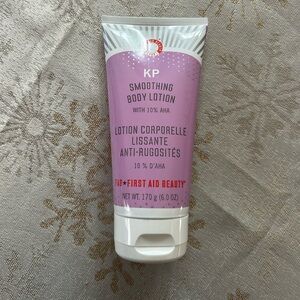 KP
SMOOTHING
BODY LOTION
WITH 10% AHA
LOTION CORPORELLE
LISSANTE
ANTI-RUGOSITÉS
10 % D'AHA
FAB★FIRST AID BEAUTY®
NET WT. 170 g (6.0 OZ)